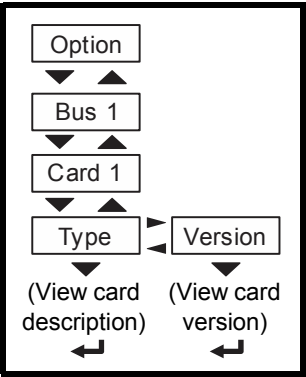 Option
Bus 1
Card 1
Type
Version
(View card
description)
(View card
version)